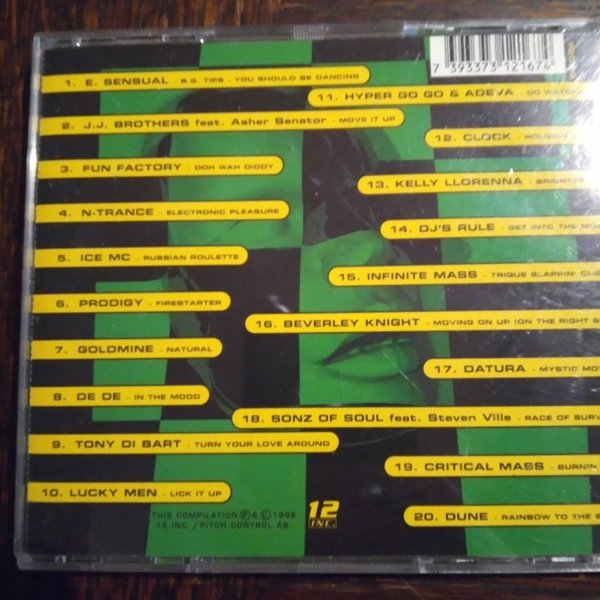 7 393373 121674
1. E. SENSUAL - B.G. TIPS - YOU SHOULD BE DANCING
11. HYPER GO GO & ADEVA - DO
2. J.J. BROTHERS feat. Asher Senator - MOVE IT UP
12. CLOCK -
3. FUN FACTORY - OOH WAH DIDDY
13. KELLY LLORENNA -
4. N-TRANCE - ELECTRONIC PLEASURE
14. DJ'S RULE - GET INTO THE
5. ICE MC - RUSSIAN ROULETTE
15. INFINITE MASS - TRIQUE SLAPPIN'
6. PRODIGY - FIRESTARTER
16. BEVERLEY KNIGHT - MOVING ON UP (ON THE RIGHT
7. GOLDMINE - NATURAL
17. DATURA - MYSTIC
8. DE DE - IN THE MOOD
18. SONZ OF SOUL feat. Steven Ville - RACE OF
9. TONY DI BART - TURN YOUR LOVE AROUND
19. CRITICAL MASS - BURNIN
10. LUCKY MEN - LICK IT UP
20. DUNE - RAINBOW TO THE
THIS COMPILATION Ⓟ & © 1996
12 INC. / PITCH CONTROL AB.
12
INC.